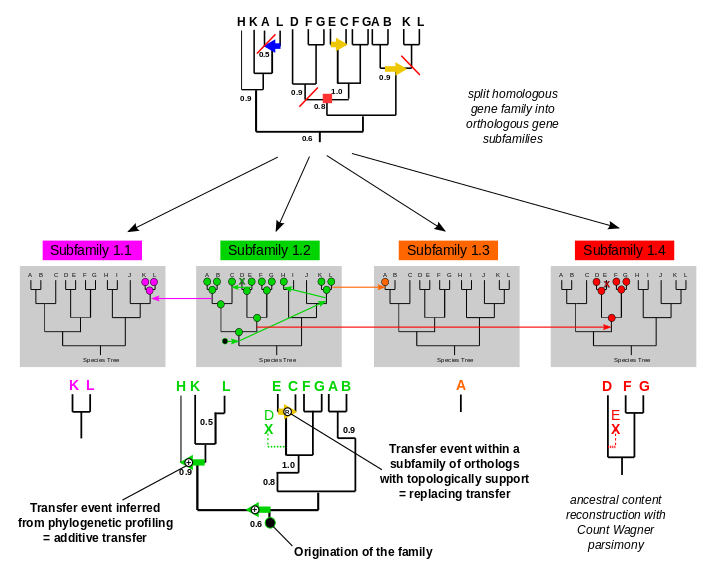 H K A L D F G E C F G A B K L
0.5
0.9
0.9
1.0
0.8
0.9
0.6
split homologous
gene family into
orthologous gene
subfamilies
Subfamily 1.1
Subfamily 1.2
Subfamily 1.3
Subfamily 1.4
A B C D E F G H I J K L
A B C D E F G H I J K L
A B C D E F G H I J K L
A B C D E F G H I J K L
X
X
Species Tree
Species Tree
Species Tree
Species Tree
K L
H K L E C F G A B
A
D F G
D
X
R
E
X
0.5
0.9
1.0
0.9
0.8
0.6
+
+
Transfer event within a
subfamily of orthologs
with topologically support
= replacing transfer
Transfer event inferred
from phylogenetic profiling
= additive transfer
Origination of the family
ancestral content
reconstruction with
Count Wagner
parsimony